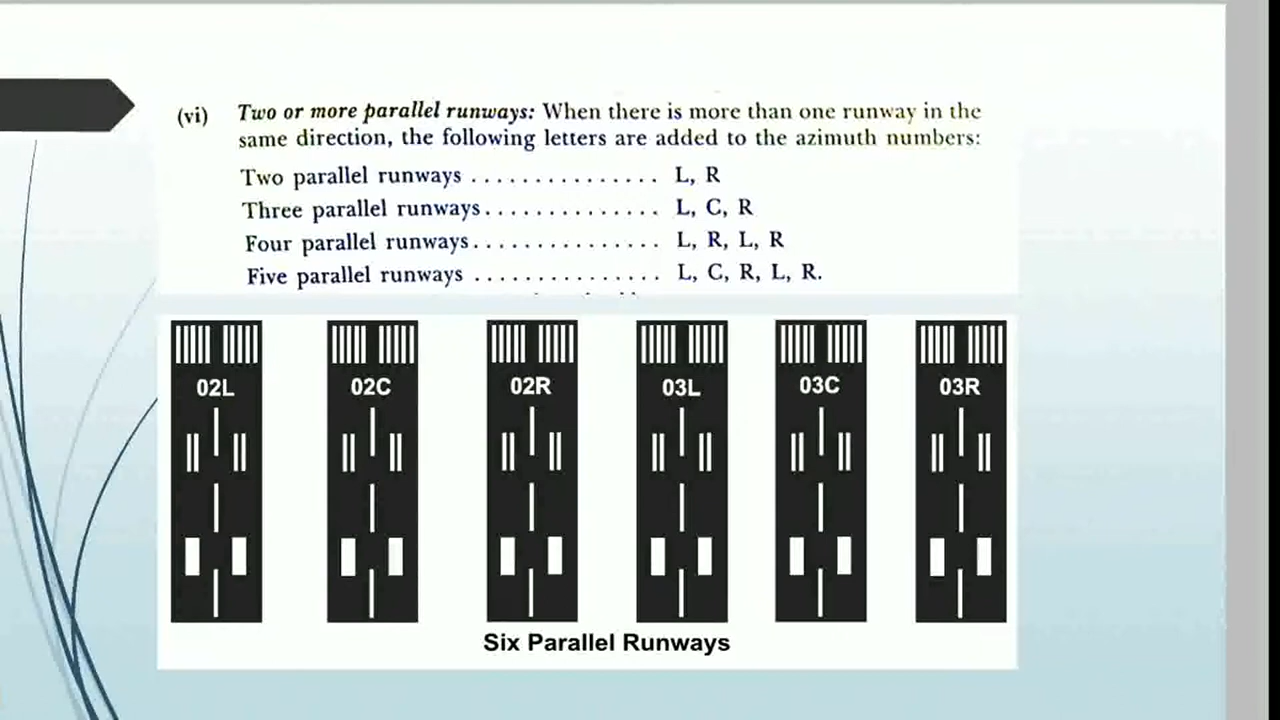 (vi) Two or more parallel runways: When there is more than one runway in the
same direction, the following letters are added to the azimuth numbers:
Two parallel runways . . . . . . . . . . . . . . . L, R
Three parallel runways . . . . . . . . . . . . . . L, C, R
Four parallel runways . . . . . . . . . . . . . . . L, R, L, R
Five parallel runways . . . . . . . . . . . . . . . L, C, R, L, R.
02L 02C 02R 03L 03C 03R
Six Parallel Runways